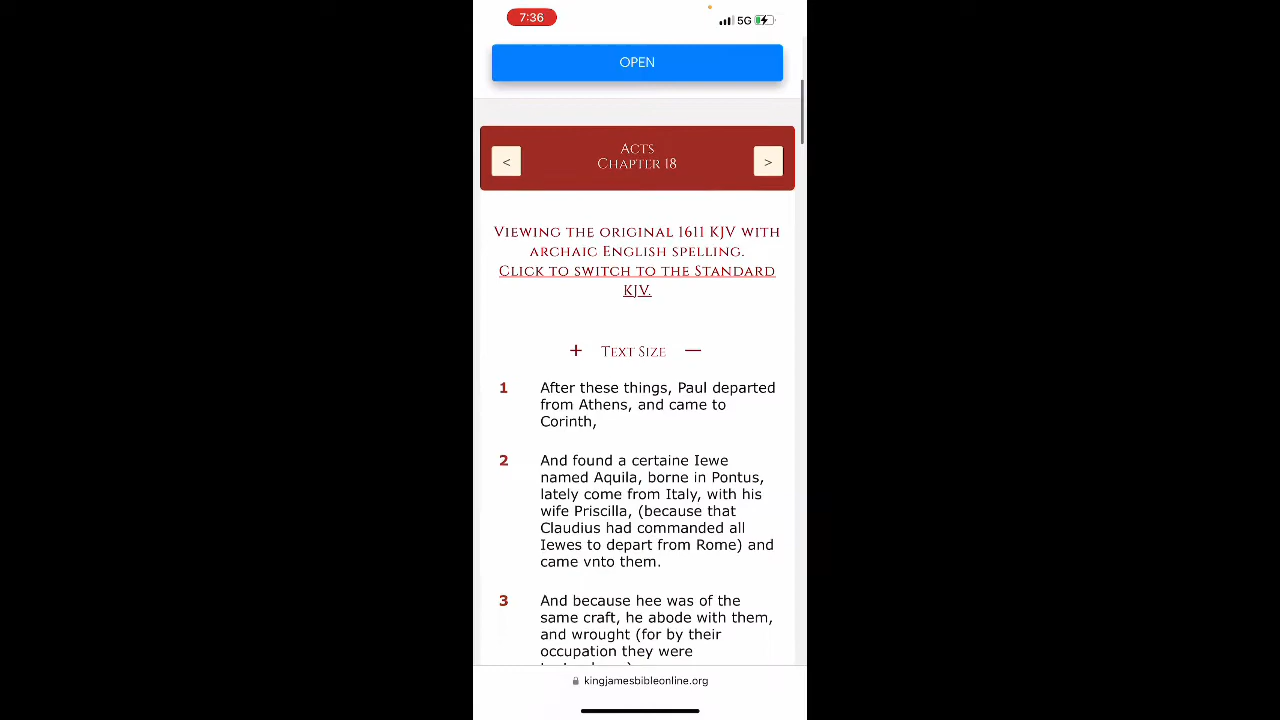 7:36
5G
OPEN
Acts
Chapter 18
<
>
Viewing the original 1611 KJV with
archaic English spelling.
Click to switch to the Standard
KJV.
+ Text Size —
1 After these things, Paul departed
from Athens, and came to
Corinth,
2 And found a certaine Iewe
named Aquila, borne in Pontus,
lately come from Italy, with his
wife Priscilla, (because that
Claudius had commanded all
Iewes to depart from Rome) and
came vnto them.
3 And because hee was of the
same craft, he abode with them,
and wrought (for by their
occupation they were
kingjamesbibleonline.org